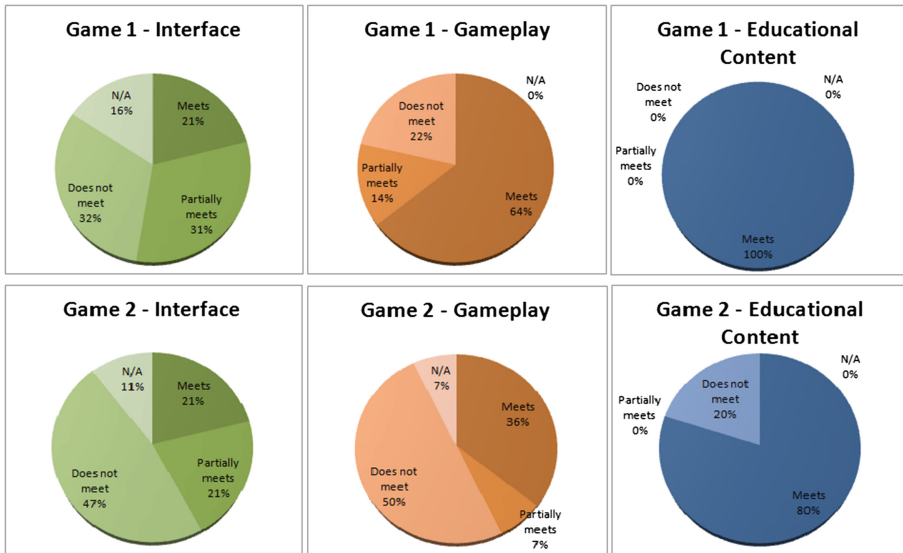 Game 1 - Interface
N/A
16%
Meets
21%
Does not
meet
32%
Partially
meets
31%
Game 1 - Gameplay
N/A
0%
Does not
meet
22%
Partially
meets
14%
Meets
64%
Game 1 - Educational
Content
N/A
0%
Does not
meet
0%
Partially
meets
0%
Meets
100%
Game 2 - Interface
N/A
11%
Meets
21%
Partially
meets
21%
Does not
meet
47%
Game 2 - Gameplay
N/A
7%
Meets
36%
Does not
meet
50%
Partially
meets
7%
Game 2 - Educational
Content
N/A
0%
Does not
meet
20%
Partially
meets
0%
Meets
80%